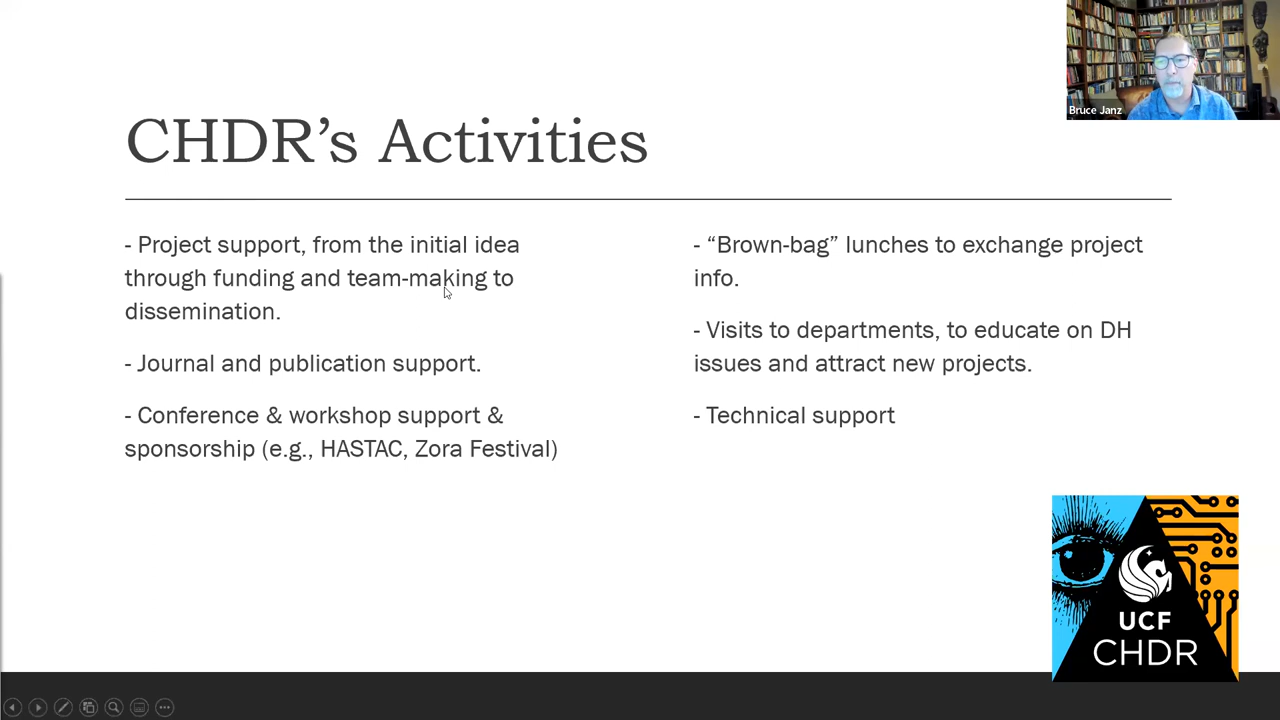 Bruce Janz
CHDR’s Activities
- Project support, from the initial idea
through funding and team-making to
dissemination.
- Journal and publication support.
- Conference & workshop support &
sponsorship (e.g., HASTAC, Zora Festival)
- “Brown-bag” lunches to exchange project
info.
- Visits to departments, to educate on DH
issues and attract new projects.
- Technical support
UCF
CHDR